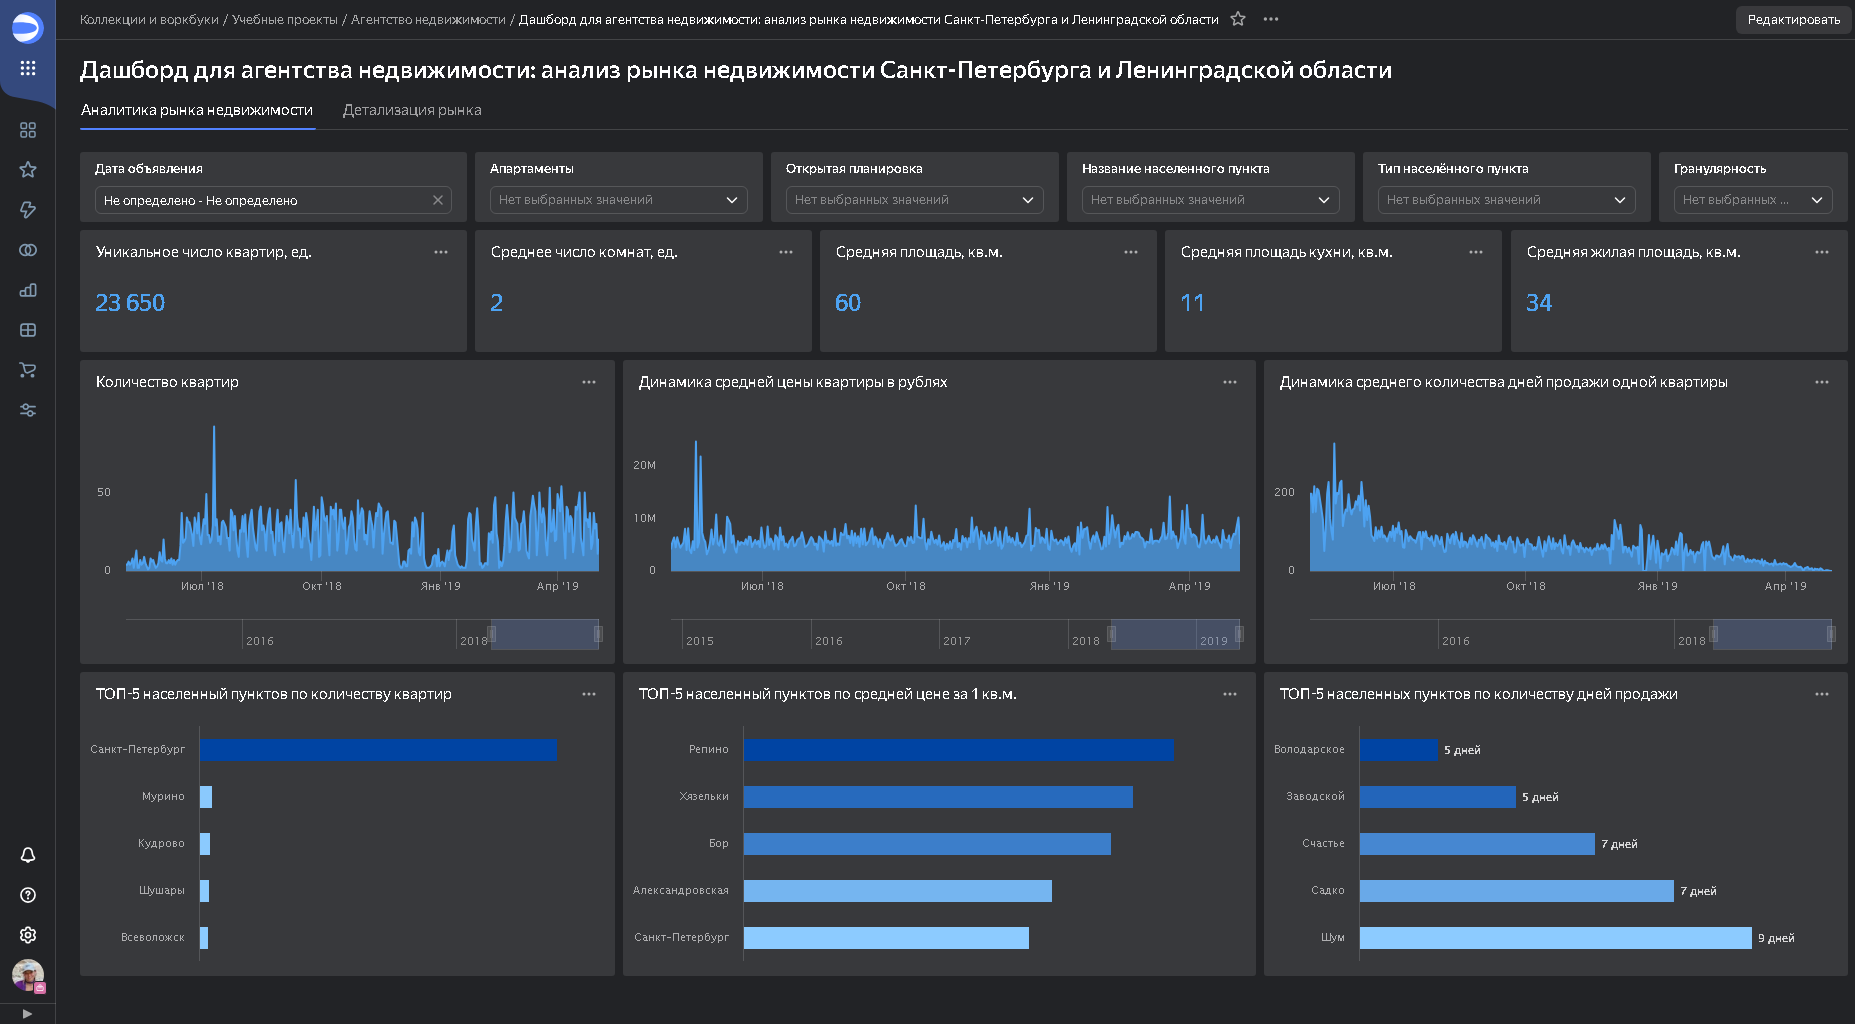 Коллекции и воркбуки / Учебные проекты / Агентство недвижимости / Дашборд для агентства недвижимости: анализ рынка недвижимости Санкт-Петербурга и Ленинградской области
Редактировать
Дашборд для агентства недвижимости: анализ рынка недвижимости Санкт-Петербурга и Ленинградской области
Аналитика рынка недвижимости
Детализация рынка
Дата объявления
Не определено - Не определено
Апартаменты
Нет выбранных значений
Открытая планировка
Нет выбранных значений
Название населенного пункта
Нет выбранных значений
Тип населённого пункта
Нет выбранных значений
Гранулярность
Нет выбранных ...
Уникальное число квартир, ед.
23 650
Среднее число комнат, ед.
2
Средняя площадь, кв.м.
60
Средняя площадь кухни, кв.м.
11
Средняя жилая площадь, кв.м.
34
Количество квартир
50
0
Июл '18
Окт '18
Янв '19
Апр '19
2016
2018
Динамика средней цены квартиры в рублях
20M
10M
0
Июл '18
Окт '18
Янв '19
Апр '19
2015
2016
2017
2018
2019
Динамика среднего количества дней продажи одной квартиры
200
0
Июл '18
Окт '18
Янв '19
Апр '19
2016
2018
ТОП-5 населенный пунктов по количеству квартир
Санкт-Петербург
Мурино
Кудрово
Шушары
Всеволожск
ТОП-5 населенный пунктов по средней цене за 1 кв.м.
Репино
Хязельки
Бор
Александровская
Санкт-Петербург
ТОП-5 населенных пунктов по количеству дней продажи
Володарское
5 дней
Заводской
5 дней
Счастье
7 дней
Садко
7 дней
Шум
9 дней